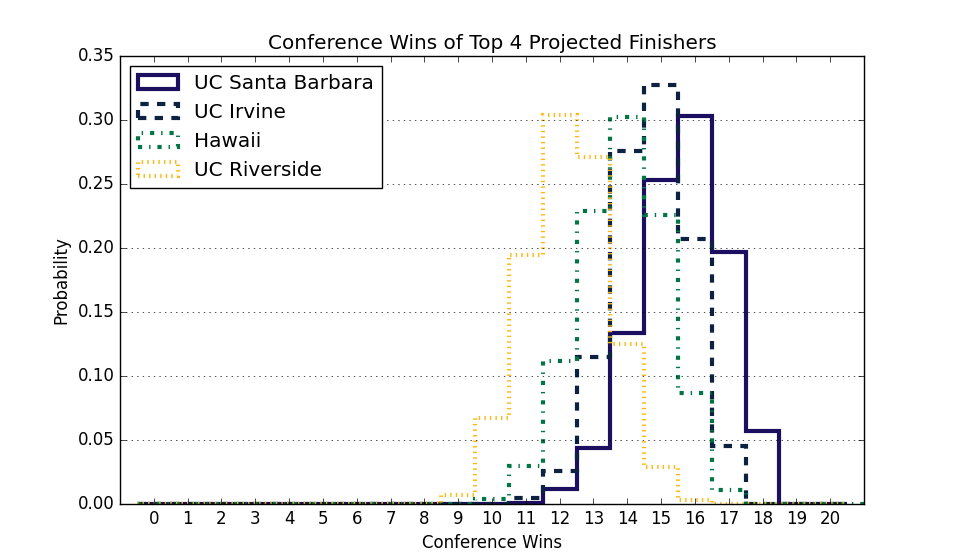 Conference Wins of Top 4 Projected Finishers
0.35
0.30
0.25
0.20
0.15
0.10
0.05
0.00
Probability
UC Santa Barbara
UC Irvine
Hawaii
UC Riverside
0 1 2 3 4 5 6 7 8 9 10 11 12 13 14 15 16 17 18 19 20
Conference Wins